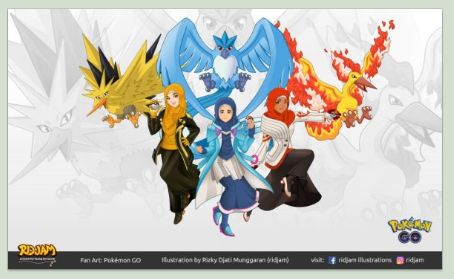 POKÉMON
GO
RIDJAM
Fan Art: Pokémon GO
Illustration by Rizky Djati Munggaran (ridjam)
visit:
ridjam illustrations
ridjam